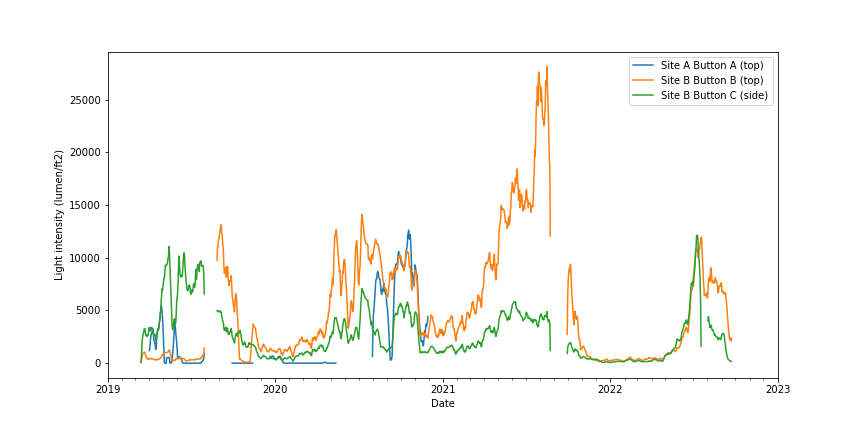 Site A Button A (top)
Site B Button B (top)
Site B Button C (side)
Light intensity (lumen/ft2)
25000
20000
15000
10000
5000
0
2019
2020
2021
2022
2023
Date